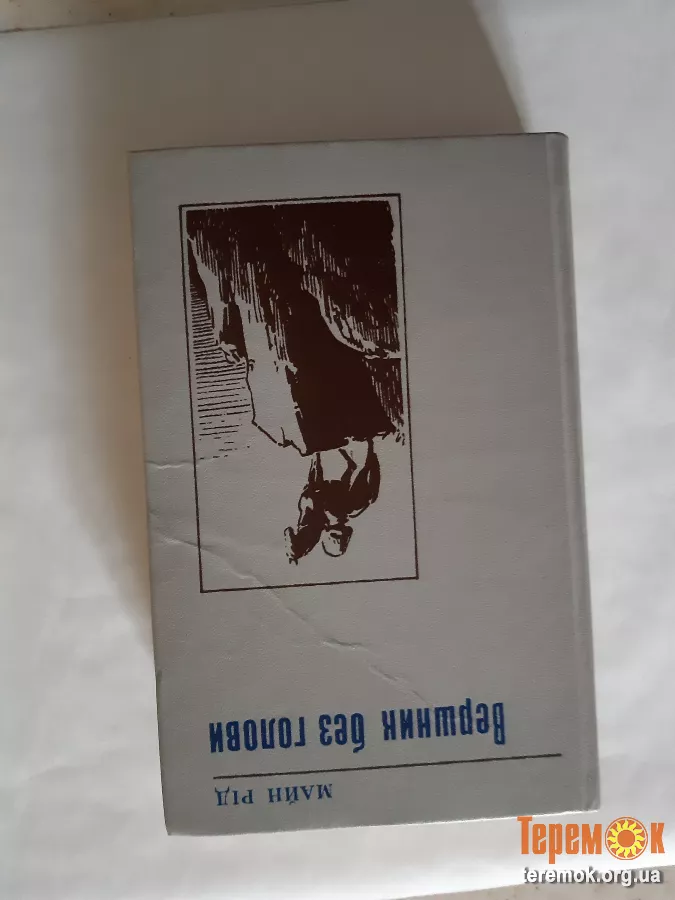 МАЙН РІД
Вершник без голови
ТеремОк
teremok.org.ua